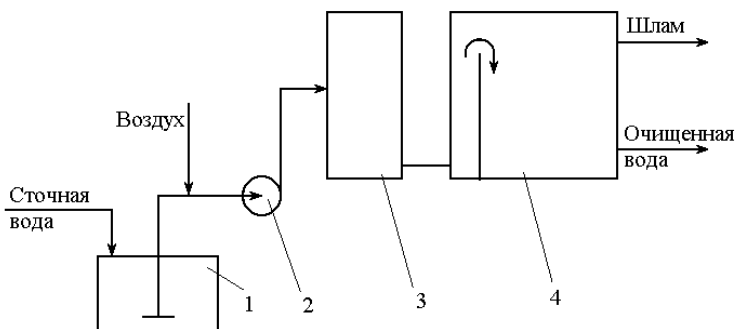 Шлам
Воздух
Очищенная
вода
Сточная
вода
1
2
3
4